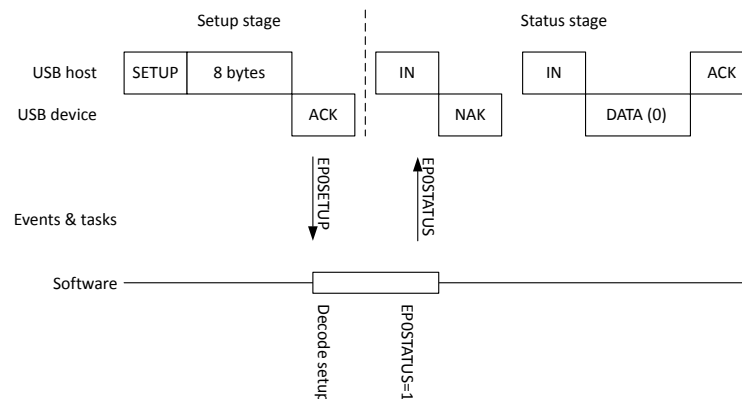 Setup stage
Status stage
USB host
SETUP
8 bytes
IN
IN
ACK
USB device
ACK
NAK
DATA (0)
EP0SETUP
EP0STATUS
Events & tasks
Software
Decode setup
EP0STATUS=1